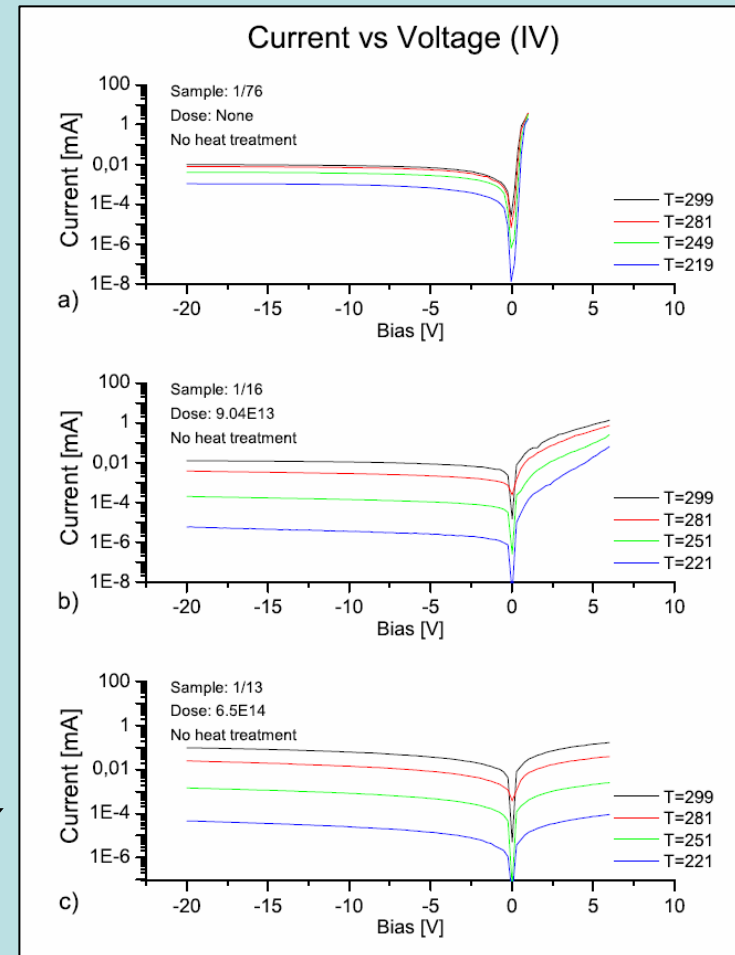 Current vs Voltage (IV)
100
1
0,01
1E-4
1E-6
1E-8
Current [mA]
Sample: 1/76
Dose: None
No heat treatment
T=299
T=281
T=249
T=219
a)
-20 -15 -10 -5 0 5 10
Bias [V]
100
1
0,01
1E-4
1E-6
1E-8
Current [mA]
Sample: 1/16
Dose: 9.04E13
No heat treatment
T=299
T=281
T=251
T=221
b)
-20 -15 -10 -5 0 5 10
Bias [V]
100
1
0,01
1E-4
1E-6
Current [mA]
Sample: 1/13
Dose: 6.5E14
No heat treatment
T=299
T=281
T=251
T=221
c)
-20 -15 -10 -5 0 5 10
Bias [V]